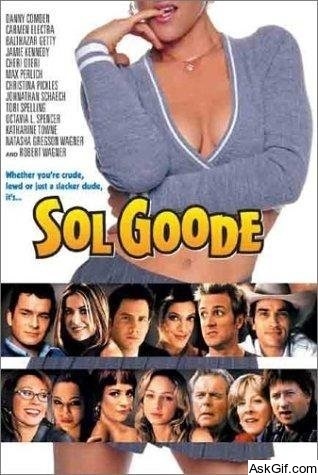 DANNY COMDEN
CARMEN ELECTRA
BALTHAZAR GETTY
JAMIE KENNEDY
CHERI OTERI
MAX PERLICH
CHRISTINA PICKLES
JOHNATHAN SCHAECH
TORI SPELLING
OCTAVIA L. SPENCER
KATHARINE TOWNE
NATASHA GREGSON WAGNER
AND ROBERT WAGNER
Whether you're crude,
lewd or just a slacker dude,
it's...
SOL GOODE
AskGif.com